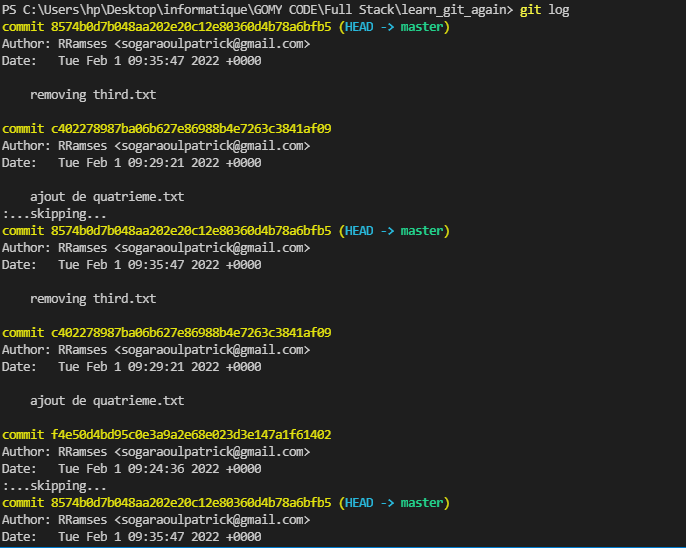 PS C:\Users\hp\Desktop\informatique\GOMY CODE\Full Stack\learn_git_again> git log
commit 8574b0d7b048aa202e20c12e80360d4b78a6bfb5 (HEAD -> master)
Author: RRamses <sogaraoulpatrick@gmail.com>
Date:   Tue Feb 1 09:35:47 2022 +0000
removing third.txt
commit c402278987ba06b627e86988b4e7263c3841af09
Author: RRamses <sogaraoulpatrick@gmail.com>
Date:   Tue Feb 1 09:29:21 2022 +0000
ajout de quatrieme.txt
:...skipping...
commit 8574b0d7b048aa202e20c12e80360d4b78a6bfb5 (HEAD -> master)
Author: RRamses <sogaraoulpatrick@gmail.com>
Date:   Tue Feb 1 09:35:47 2022 +0000
removing third.txt
commit c402278987ba06b627e86988b4e7263c3841af09
Author: RRamses <sogaraoulpatrick@gmail.com>
Date:   Tue Feb 1 09:29:21 2022 +0000
ajout de quatrieme.txt
commit f4e50d4bd95c0e3a9a2e68e023d3e147a1f61402
Author: RRamses <sogaraoulpatrick@gmail.com>
Date:   Tue Feb 1 09:24:36 2022 +0000
:...skipping...
commit 8574b0d7b048aa202e20c12e80360d4b78a6bfb5 (HEAD -> master)
Author: RRamses <sogaraoulpatrick@gmail.com>
Date:   Tue Feb 1 09:35:47 2022 +0000